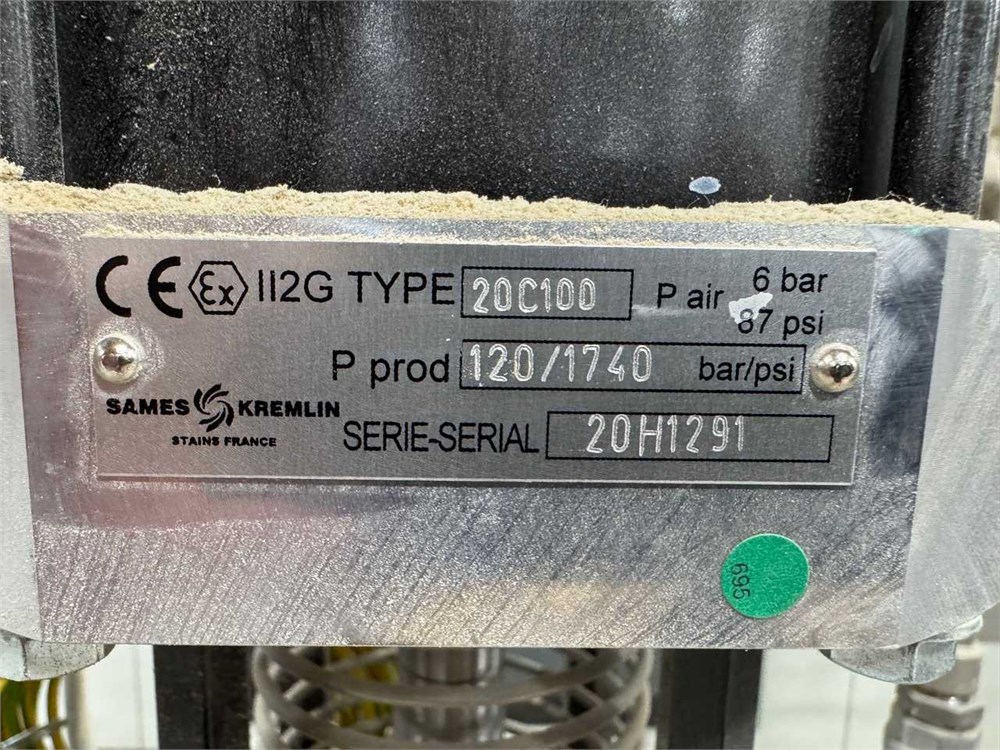 CE Ex II2G TYPE 20C100 P air 6 bar
87 psi
P prod 120/1740 bar/psi
SAMES KREMLIN
STAINS FRANCE
SERIE-SERIAL 20H1291
695